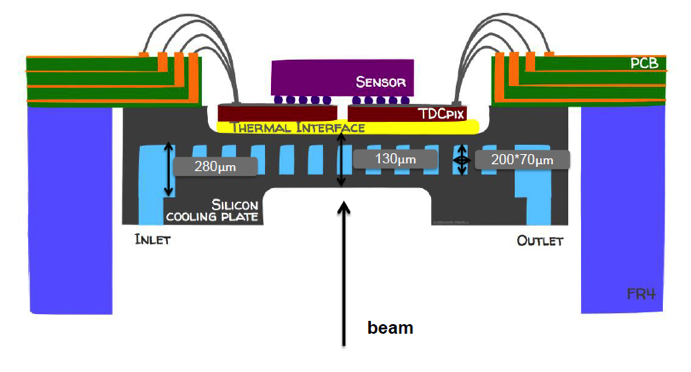 PCB
SENSOR
TDCPIX
THERMAL INTERFACE
280μm
130μm
200*70μm
SILICON
COOLING PLATE
INLET
OUTLET
FR4
beam